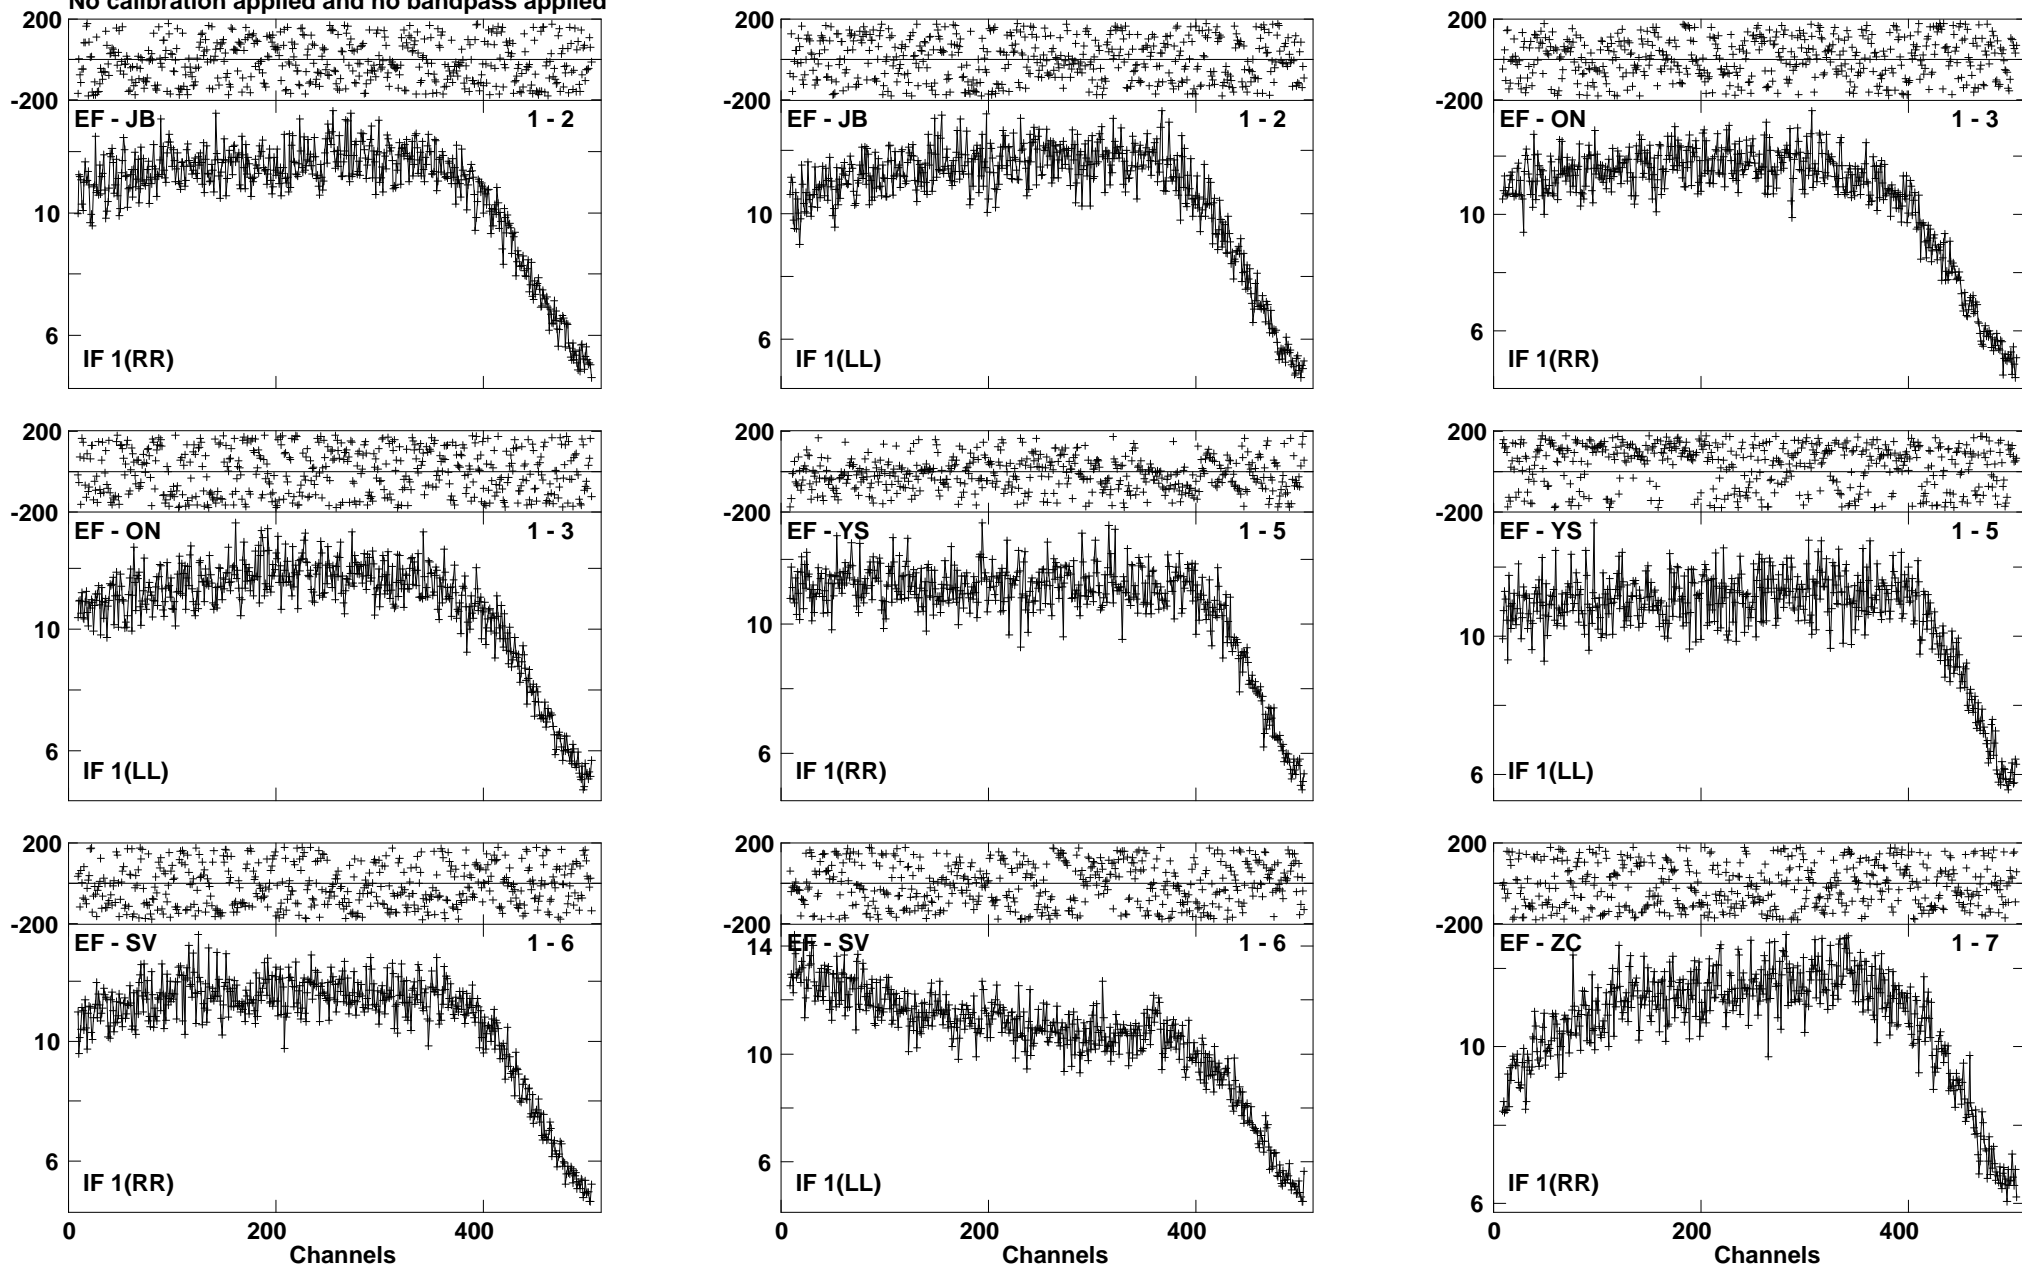 No calibration applied and no bandpass applied
200 200 200
-200 -200 -200
EF - JB 1 - 2 EF - JB 1 - 2 EF - ON 1 - 3
10 10 10
6 6 6
IF 1(RR) IF 1(LL) IF 1(RR)
200 200 200
-200 -200 -200
EF - ON 1 - 3 EF - YS 1 - 5 EF - YS 1 - 5
10 10 10
6 6 6
IF 1(LL) IF 1(RR) IF 1(LL)
200 200 200
-200 -200 -200
EF - SV 1 - 6 14 EF - SV 1 - 6 EF - ZC 1 - 7
10 10 10
6 6 6
IF 1(RR) IF 1(LL) IF 1(RR)
0 200 400 0 200 400 0 200 400
Channels Channels Channels